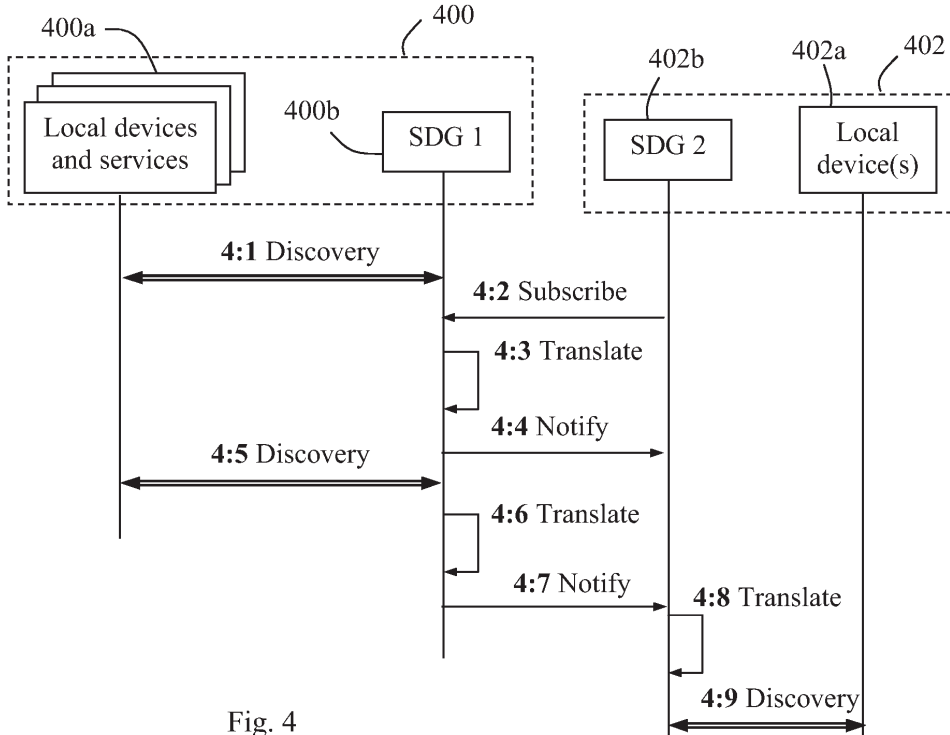 400
400a
402b
402a
402
400b
Local devices
and services
SDG 1
SDG 2
Local
device(s)
4:1 Discovery
4:2 Subscribe
4:3 Translate
4:4 Notify
4:5 Discovery
4:6 Translate
4:7 Notify
4:8 Translate
4:9 Discovery
Fig. 4